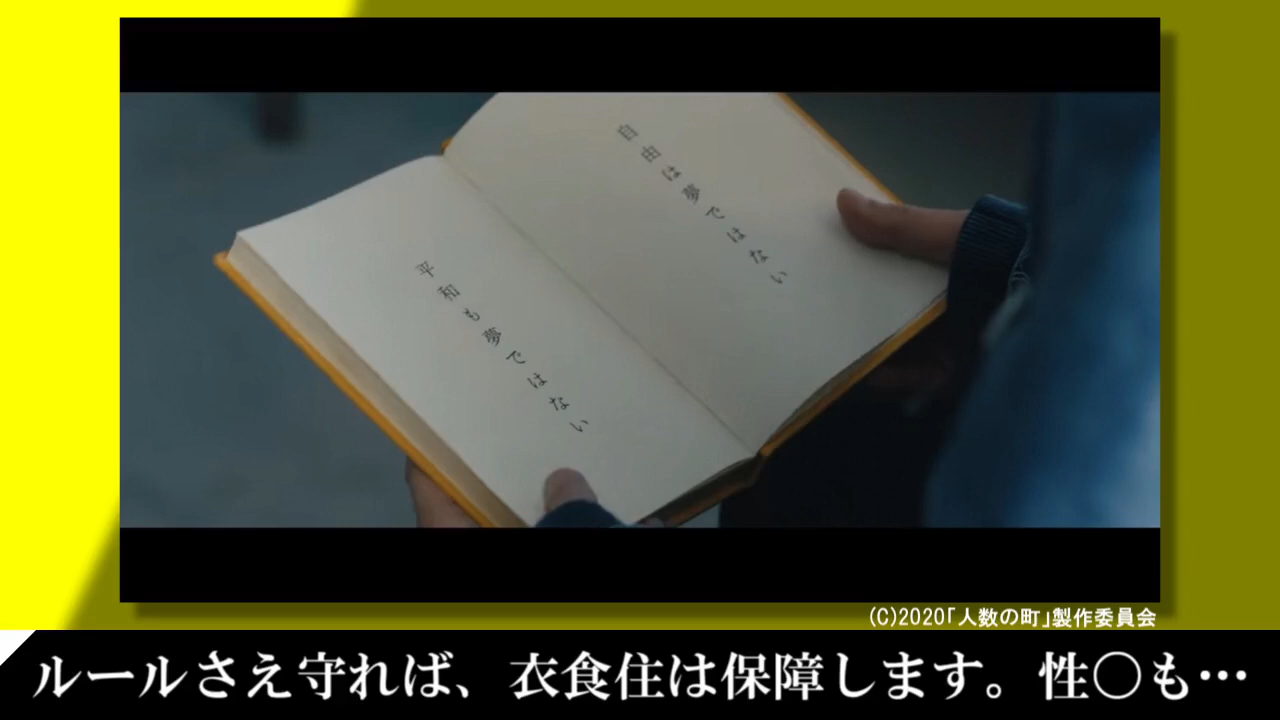 自由は夢ではない
平和も夢ではない
(C)2020「人数の町」製作委員会
ルールさえ守れば、衣食住は保障します。性〇も…